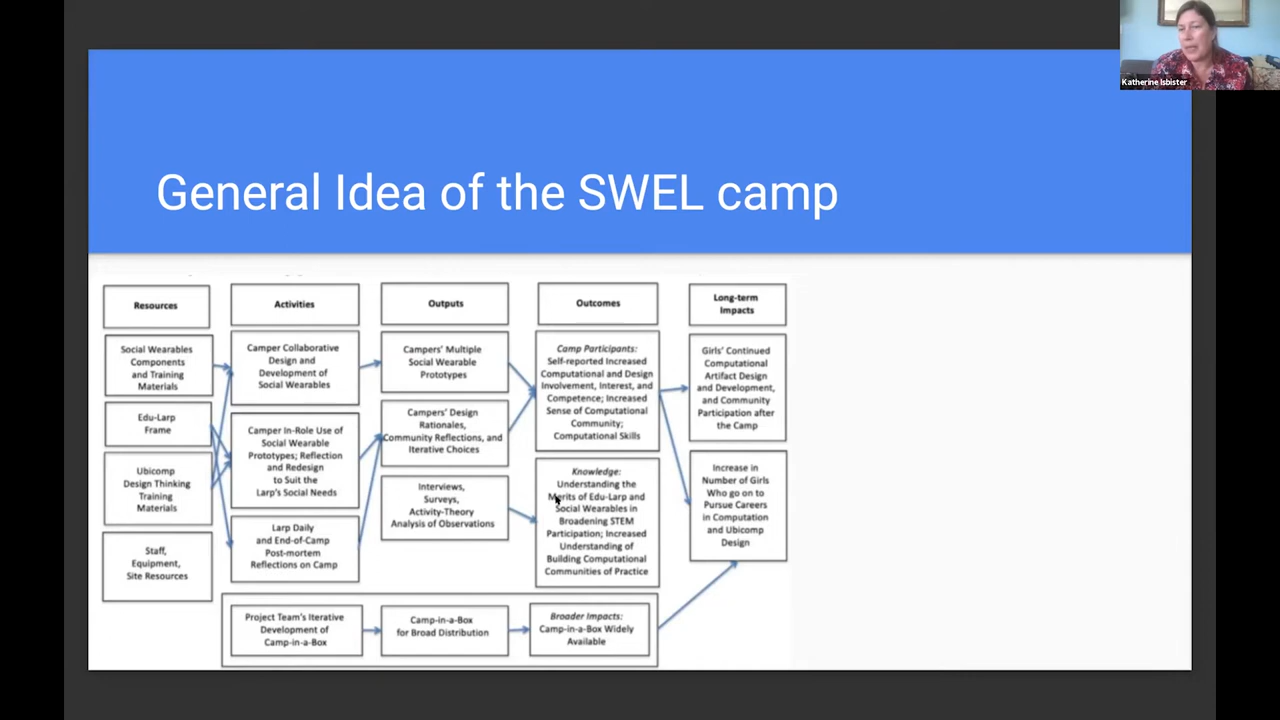 Katherine Isbister
General Idea of the SWEL camp
Resources
Social Wearables
Components
and Training
Materials
Edu-Larp
Frame
Ubicomp
Design Thinking
Training
Materials
Staff,
Equipment,
Site Resources
Activities
Camper Collaborative
Design and
Development of
Social Wearables
Camper In-Role Use of
Social Wearable
Prototypes; Reflection
and Redesign
to Suit the
Larp's Social Needs
Larp Daily
and End-of-Camp
Post-mortem
Reflections on Camp
Outputs
Campers' Multiple
Social Wearable
Prototypes
Campers' Design
Rationales,
Community Reflections, and
Iterative Choices
Interviews,
Surveys,
Activity-Theory
Analysis of Observations
Outcomes
Camp Participants:
Self-reported Increased
Computational and Design
Involvement, Interest, and
Competence; Increased
Sense of Computational
Community;
Computational Skills
Knowledge:
Understanding the
Merits of Edu-Larp and
Social Wearables in
Broadening STEM
Participation; Increased
Understanding of
Building Computational
Communities of Practice
Long-term
Impacts
Girls' Continued
Computational
Artifact Design
and Development,
and Community
Participation after
the Camp
Increase in
Number of Girls
Who go on to
Pursue Careers
in Computation
and Ubicomp
Design
Project Team's Iterative
Development of
Camp-in-a-Box
Camp-in-a-Box
for Broad Distribution
Broader Impacts:
Camp-in-a-Box Widely
Available